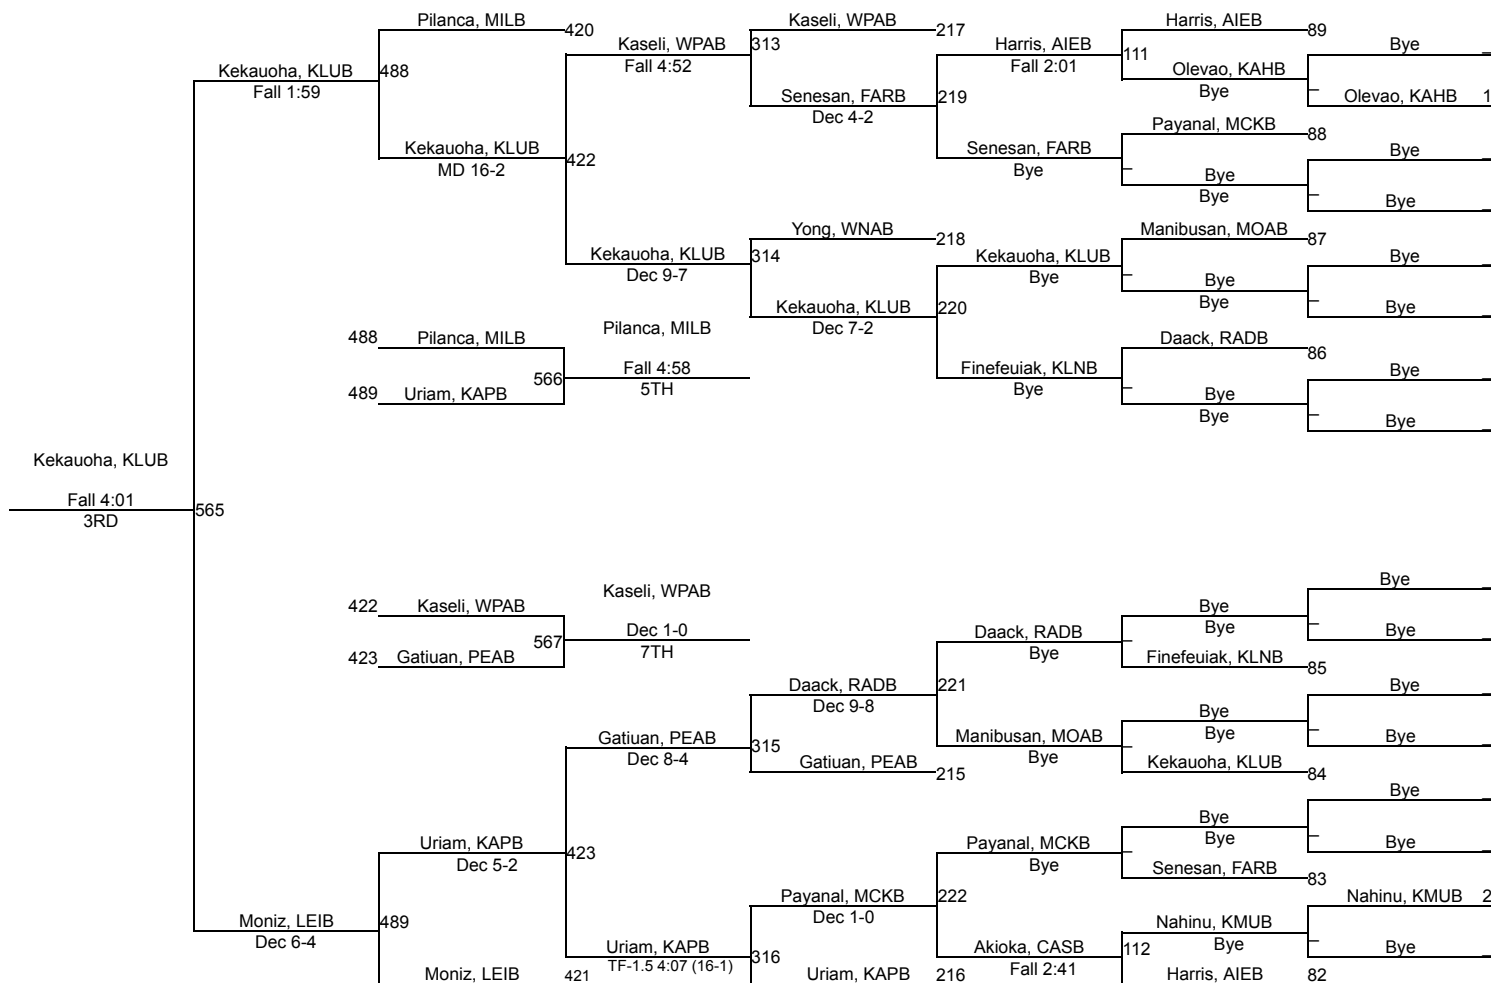 Pilanca, MILB
420
Kaseli, WPAB
217
Harris, AIEB
89
Kaseli, WPAB
313
Harris, AIEB
111
Bye
Fall 4:52
Fall 2:01
Kekauoha, KLUB
488
Olevao, KAHB
Fall 1:59
Bye
Senesan, FARB
219
Olevao, KAHB 1
Dec 4-2
Payanal, MCKB
88
Kekauoha, KLUB
422
Senesan, FARB
Bye
MD 16-2
Bye
Bye
Bye
Bye
Yong, WNAB
218
Manibusan, MOAB
87
Kekauoha, KLUB
314
Kekauoha, KLUB
Bye
Dec 9-7
Bye
Bye
Bye
Kekauoha, KLUB
220
Bye
Dec 7-2
Pilanca, MILB
488
Pilanca, MILB
Daack, RADB
86
Fall 4:58
566
5TH
Finefeuiak, KLNB
Bye
Bye
489
Uriam, KAPB
Bye
Bye
Bye
Kekauoha, KLUB
Fall 4:01
565
3RD
Bye
Kaseli, WPAB
422
Kaseli, WPAB
Bye
Bye
Dec 1-0
567
7TH
Daack, RADB
Bye
Bye
423
Gatiuan, PEAB
Finefeuiak, KLNB
85
Daack, RADB
221
Bye
Dec 9-8
Bye
Bye
Gatiuan, PEAB
315
Manibusan, MOAB
Bye
Dec 8-4
Bye
Gatiuan, PEAB
215
Kekauoha, KLUB
84
Bye
Bye
Bye
Uriam, KAPB
423
Payanal, MCKB
Bye
Dec 5-2
Bye
Senesan, FARB
83
Payanal, MCKB
222
Nahinu, KMUB 2
Dec 1-0
Moniz, LEIB
489
Nahinu, KMUB
Dec 6-4
Bye
Uriam, KAPB
316
Akioka, CASB
112
Bye
TF-1.5 4:07 (16-1)
Fall 2:41
Moniz, LEIB
421
Uriam, KAPB
216
Harris, AIEB
82